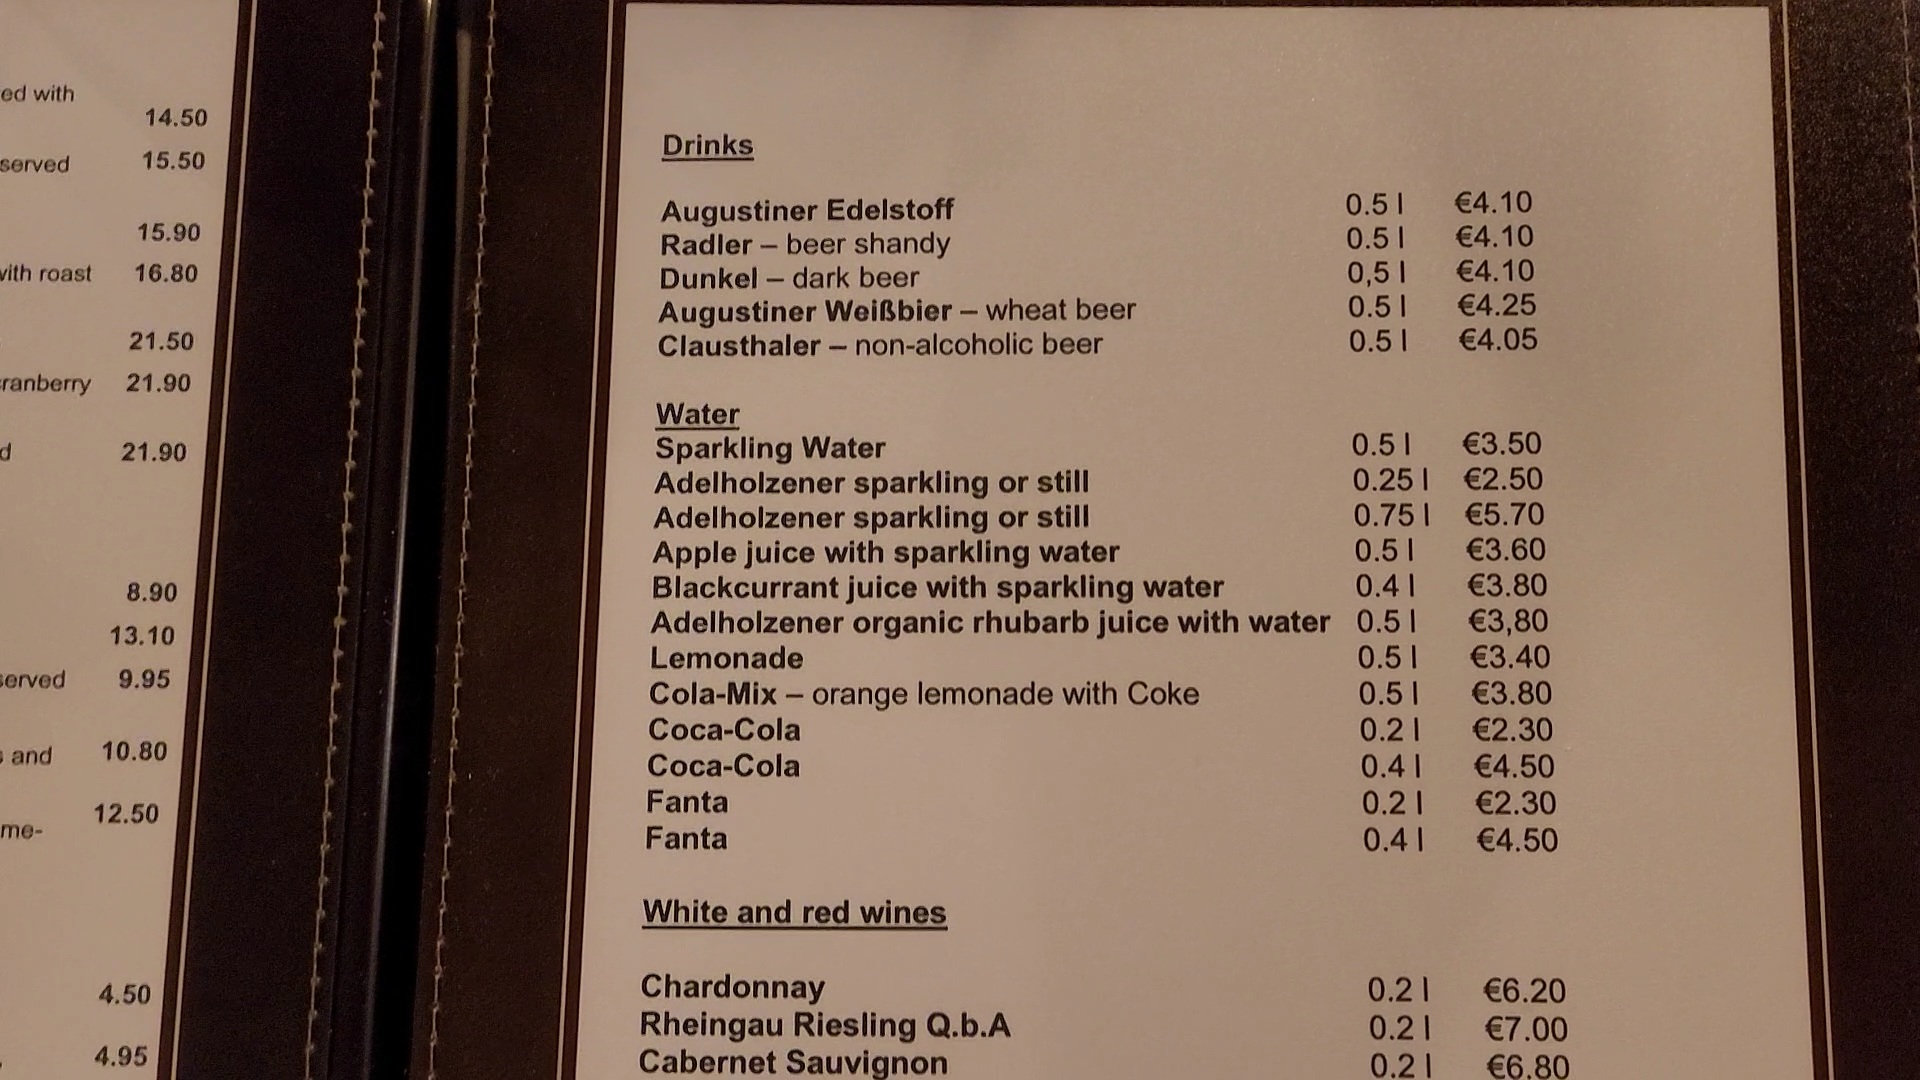 ed with
14.50
served 15.50
15.90
with roast 16.80
21.50
cranberry 21.90
d 21.90
8.90
13.10
served 9.95
s and 10.80
12.50
me-
4.50
4.95
Drinks
Augustiner Edelstoff 0.5 l €4.10
Radler – beer shandy 0.5 l €4.10
Dunkel – dark beer 0,5 l €4.10
Augustiner Weißbier – wheat beer 0.5 l €4.25
Clausthaler – non-alcoholic beer 0.5 l €4.05
Water
Sparkling Water 0.5 l €3.50
Adelholzener sparkling or still 0.25 l €2.50
Adelholzener sparkling or still 0.75 l €5.70
Apple juice with sparkling water 0.5 l €3.60
Blackcurrant juice with sparkling water 0.4 l €3.80
Adelholzener organic rhubarb juice with water 0.5 l €3,80
Lemonade 0.5 l €3.40
Cola-Mix – orange lemonade with Coke 0.5 l €3.80
Coca-Cola 0.2 l €2.30
Coca-Cola 0.4 l €4.50
Fanta 0.2 l €2.30
Fanta 0.4 l €4.50
White and red wines
Chardonnay 0.2 l €6.20
Rheingau Riesling Q.b.A 0.2 l €7.00
Cabernet Sauvignon 0.2 l €6.80